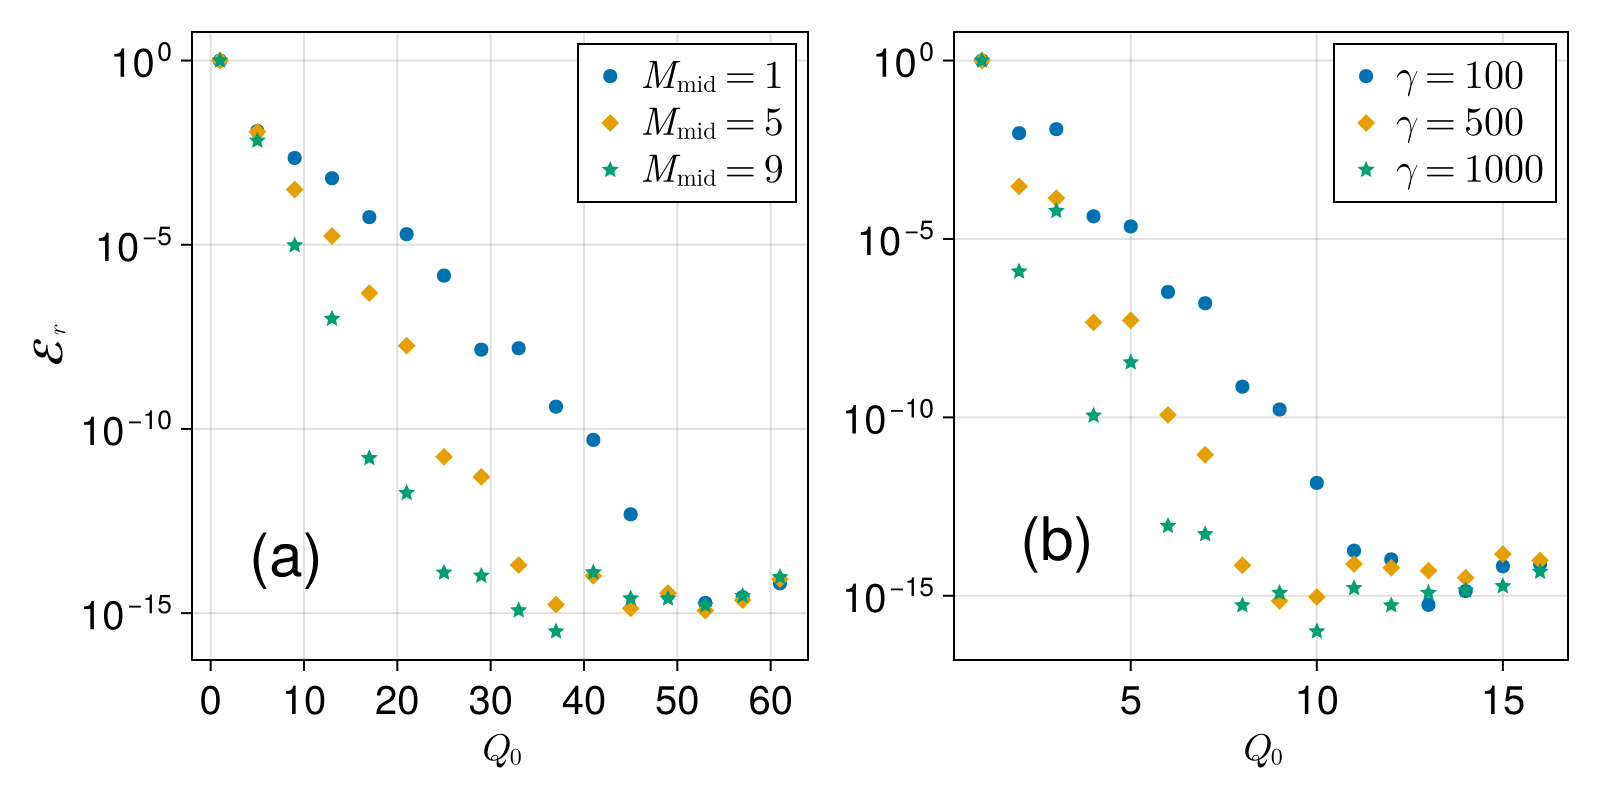 10^0
10^{-5}
10^{-10}
10^{-15}
ℰ_r
0 10 20 30 40 50 60
Q_0
(a)
M_mid = 1
M_mid = 5
M_mid = 9
10^0
10^{-5}
10^{-10}
10^{-15}
5 10 15
Q_0
(b)
γ = 100
γ = 500
γ = 1000